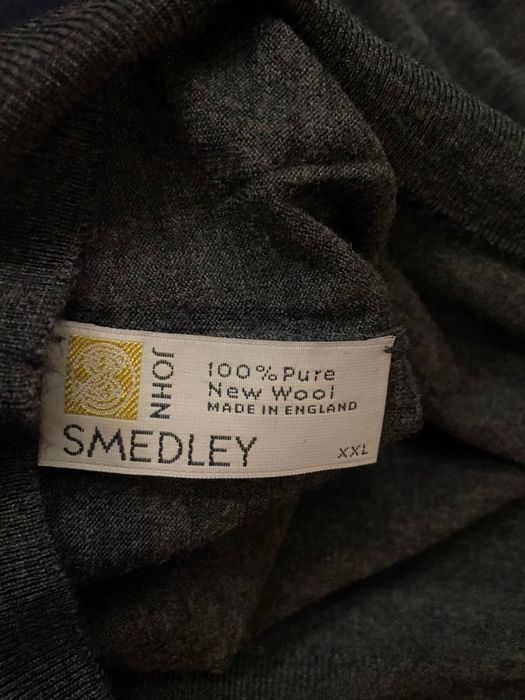 JOHN
SMEDLEY
100% Pure
New Wool
MADE IN ENGLAND
XXL